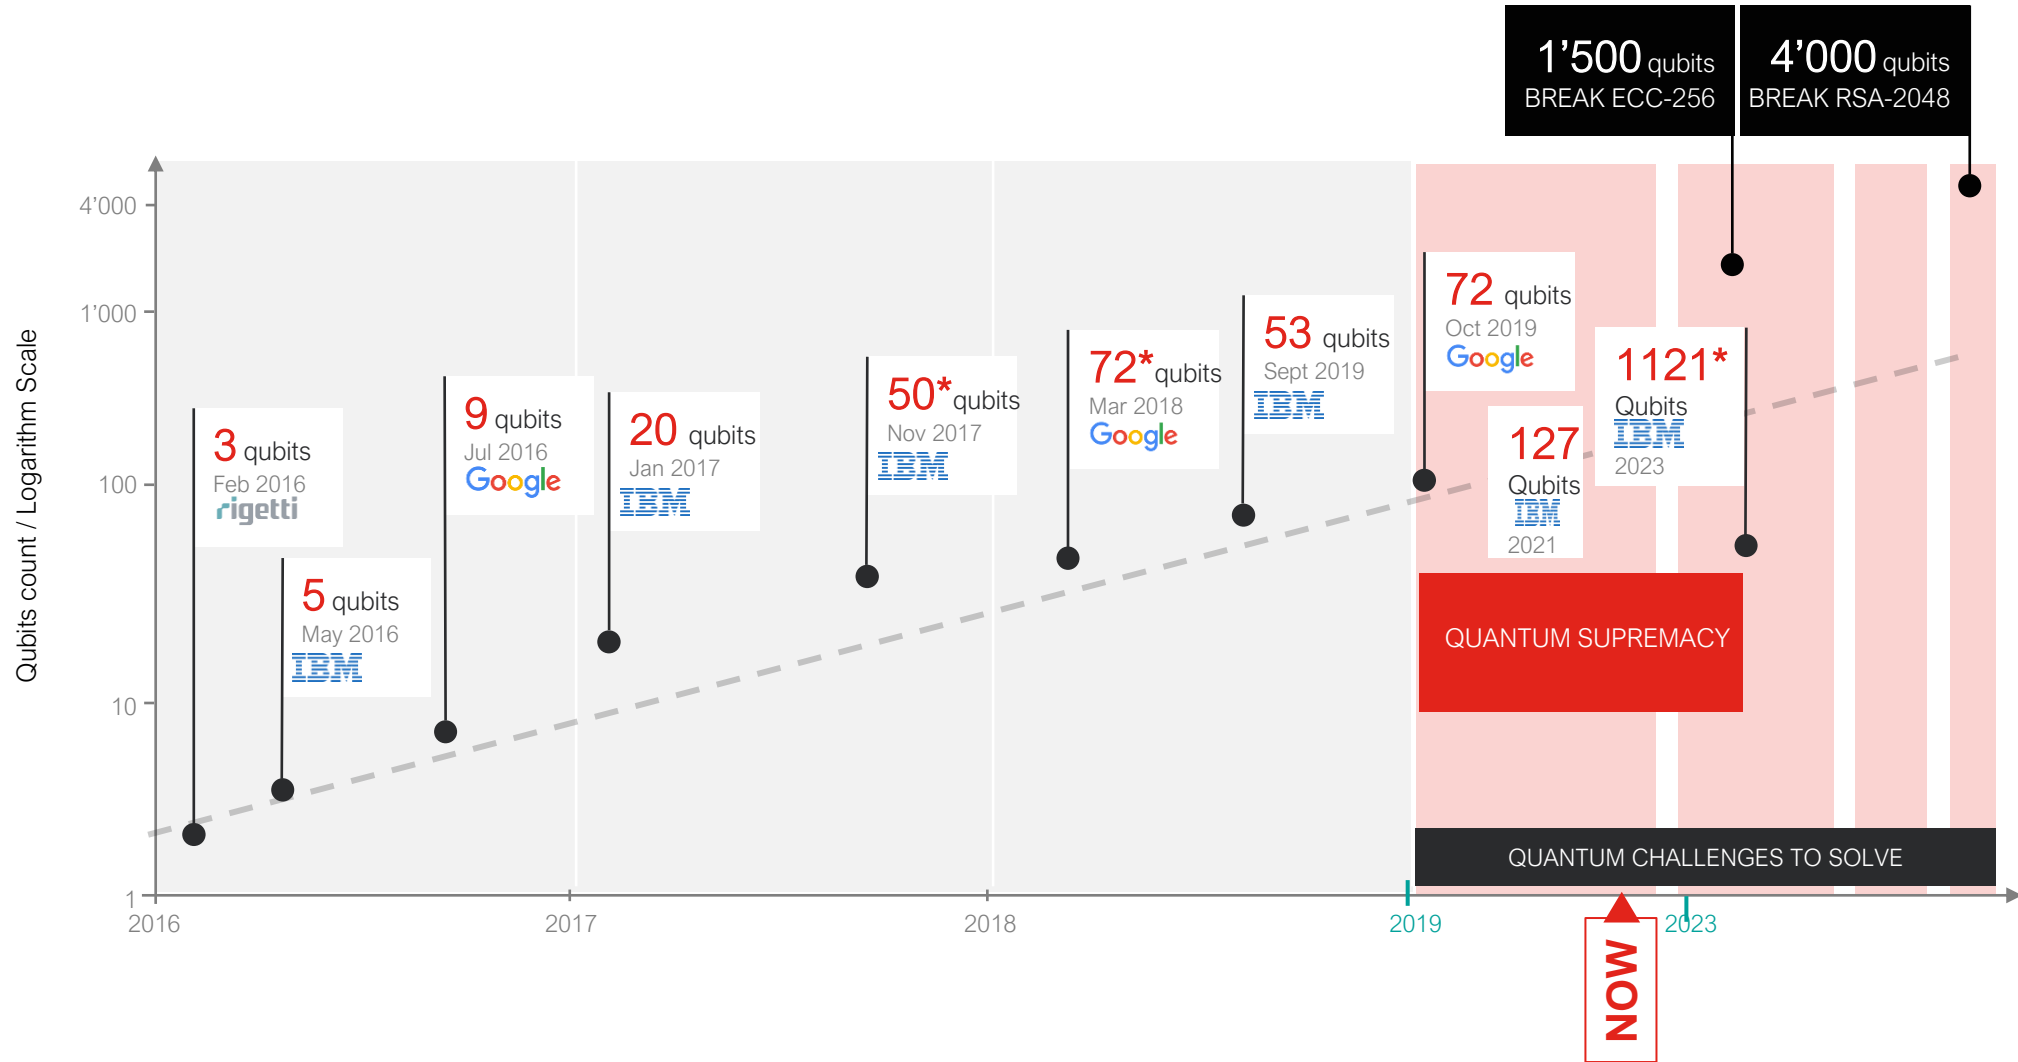 1’500 qubits
BREAK ECC-256
4’000 qubits
BREAK RSA-2048
Qubits count / Logarithm Scale
4’000
1’000
100
10
1
3 qubits
Feb 2016
rigetti
5 qubits
May 2016
IBM
9 qubits
Jul 2016
Google
20 qubits
Jan 2017
IBM
50* qubits
Nov 2017
IBM
72* qubits
Mar 2018
Google
53 qubits
Sept 2019
IBM
72 qubits
Oct 2019
Google
127
Qubits
IBM
2021
1121*
Qubits
IBM
2023
QUANTUM SUPREMACY
QUANTUM CHALLENGES TO SOLVE
2016
2017
2018
2019
2023
NOW